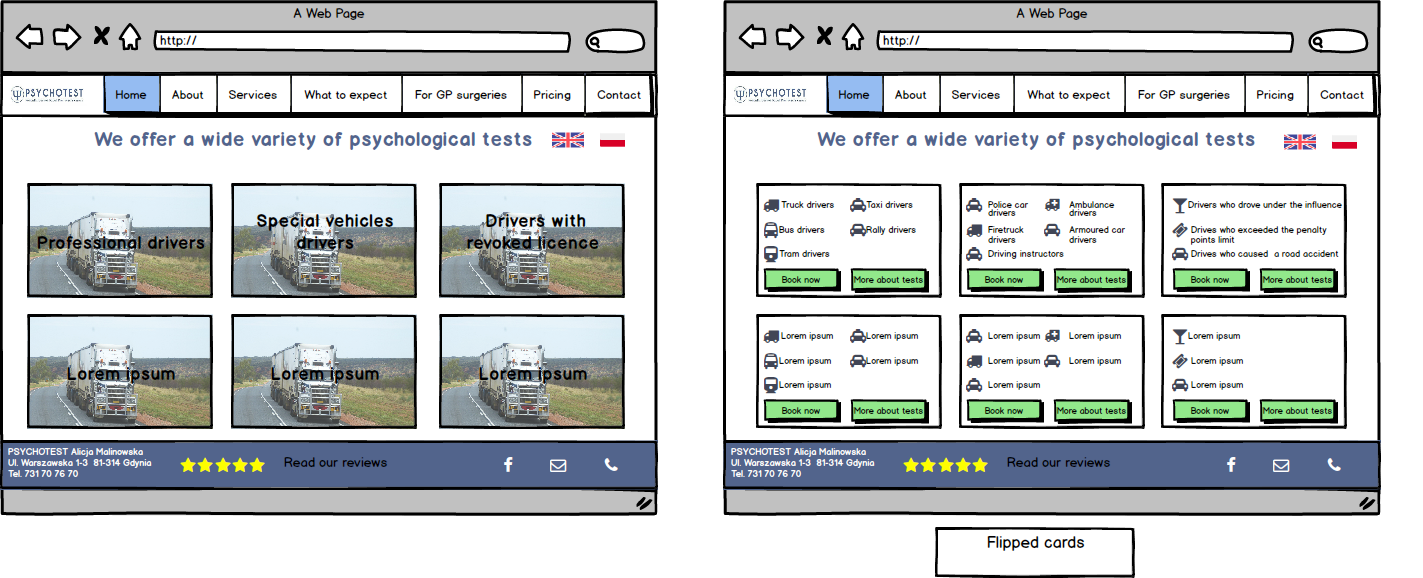 A Web Page
http://
PSYCHOTEST
Home
About
Services
What to expect
For GP surgeries
Pricing
Contact
We offer a wide variety of psychological tests
Professional drivers
Special vehicles
drivers
Drivers with
revoked licence
Lorem ipsum
Lorem ipsum
Lorem ipsum
PSYCHOTEST Alicja Malinowska
Ul. Warszawska 1-3 81-314 Gdynia
Tel. 731 70 76 70
Read our reviews
A Web Page
http://
PSYCHOTEST
Home
About
Services
What to expect
For GP surgeries
Pricing
Contact
We offer a wide variety of psychological tests
Truck drivers
Taxi drivers
Bus drivers
Rally drivers
Tram drivers
Book now
More about tests
Police car
drivers
Ambulance
drivers
Firetruck
drivers
Armoured car
drivers
Driving instructors
Book now
More about tests
Drivers who drove under the influence
Drives who exceeded the penalty
points limit
Drives who caused a road accident
Book now
More about tests
Lorem ipsum
Lorem ipsum
Lorem ipsum
Lorem ipsum
Lorem ipsum
Book now
More about tests
Lorem ipsum
Lorem ipsum
Lorem ipsum
Lorem ipsum
Lorem ipsum
Book now
More about tests
Lorem ipsum
Lorem ipsum
Lorem ipsum
Book now
More about tests
PSYCHOTEST Alicja Malinowska
Ul. Warszawska 1-3 81-314 Gdynia
Tel. 731 70 76 70
Read our reviews
Flipped cards